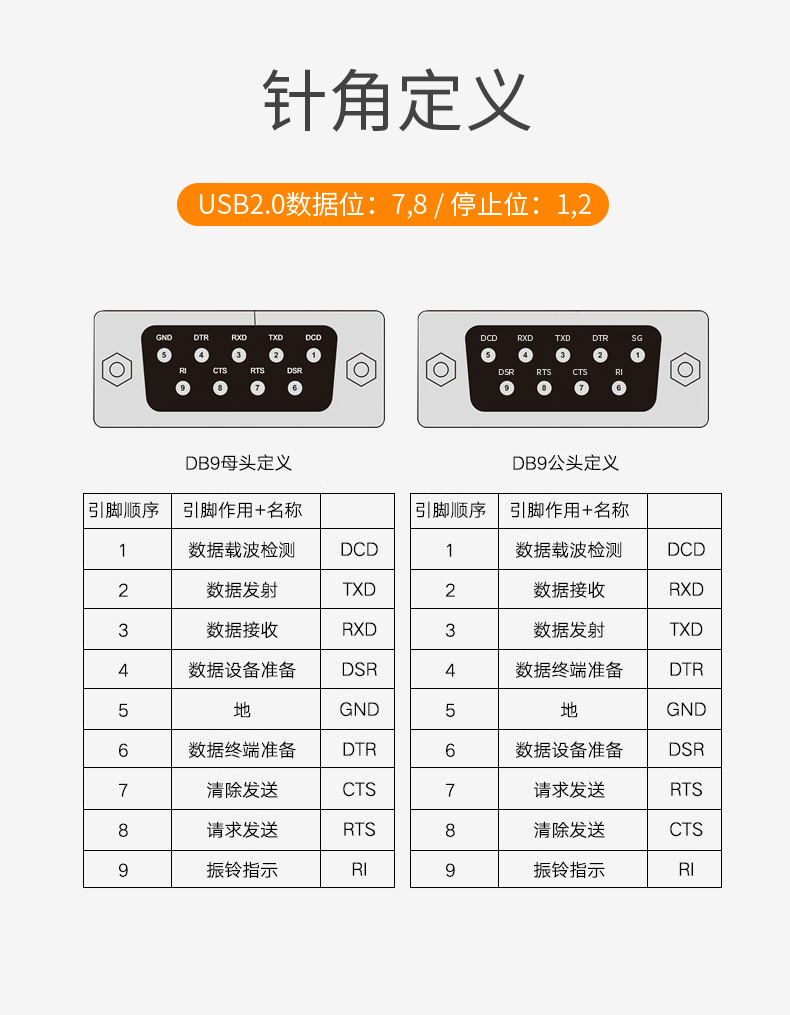 针角定义
USB2.0数据位：7,8 / 停止位：1,2
GND DTR RXD TXD DCD
5 4 3 2 1
RI CTS RTS DSR
9 8 7 6
DCD RXD TXD DTR SG
5 4 3 2 1
DSR RTS CTS RI
9 8 7 6
DB9母头定义
引脚顺序 引脚作用+名称
1 数据载波检测 DCD
2 数据发射 TXD
3 数据接收 RXD
4 数据设备准备 DSR
5 地 GND
6 数据终端准备 DTR
7 清除发送 CTS
8 请求发送 RTS
9 振铃指示 RI
DB9公头定义
引脚顺序 引脚作用+名称
1 数据载波检测 DCD
2 数据接收 RXD
3 数据发射 TXD
4 数据终端准备 DTR
5 地 GND
6 数据设备准备 DSR
7 请求发送 RTS
8 清除发送 CTS
9 振铃指示 RI